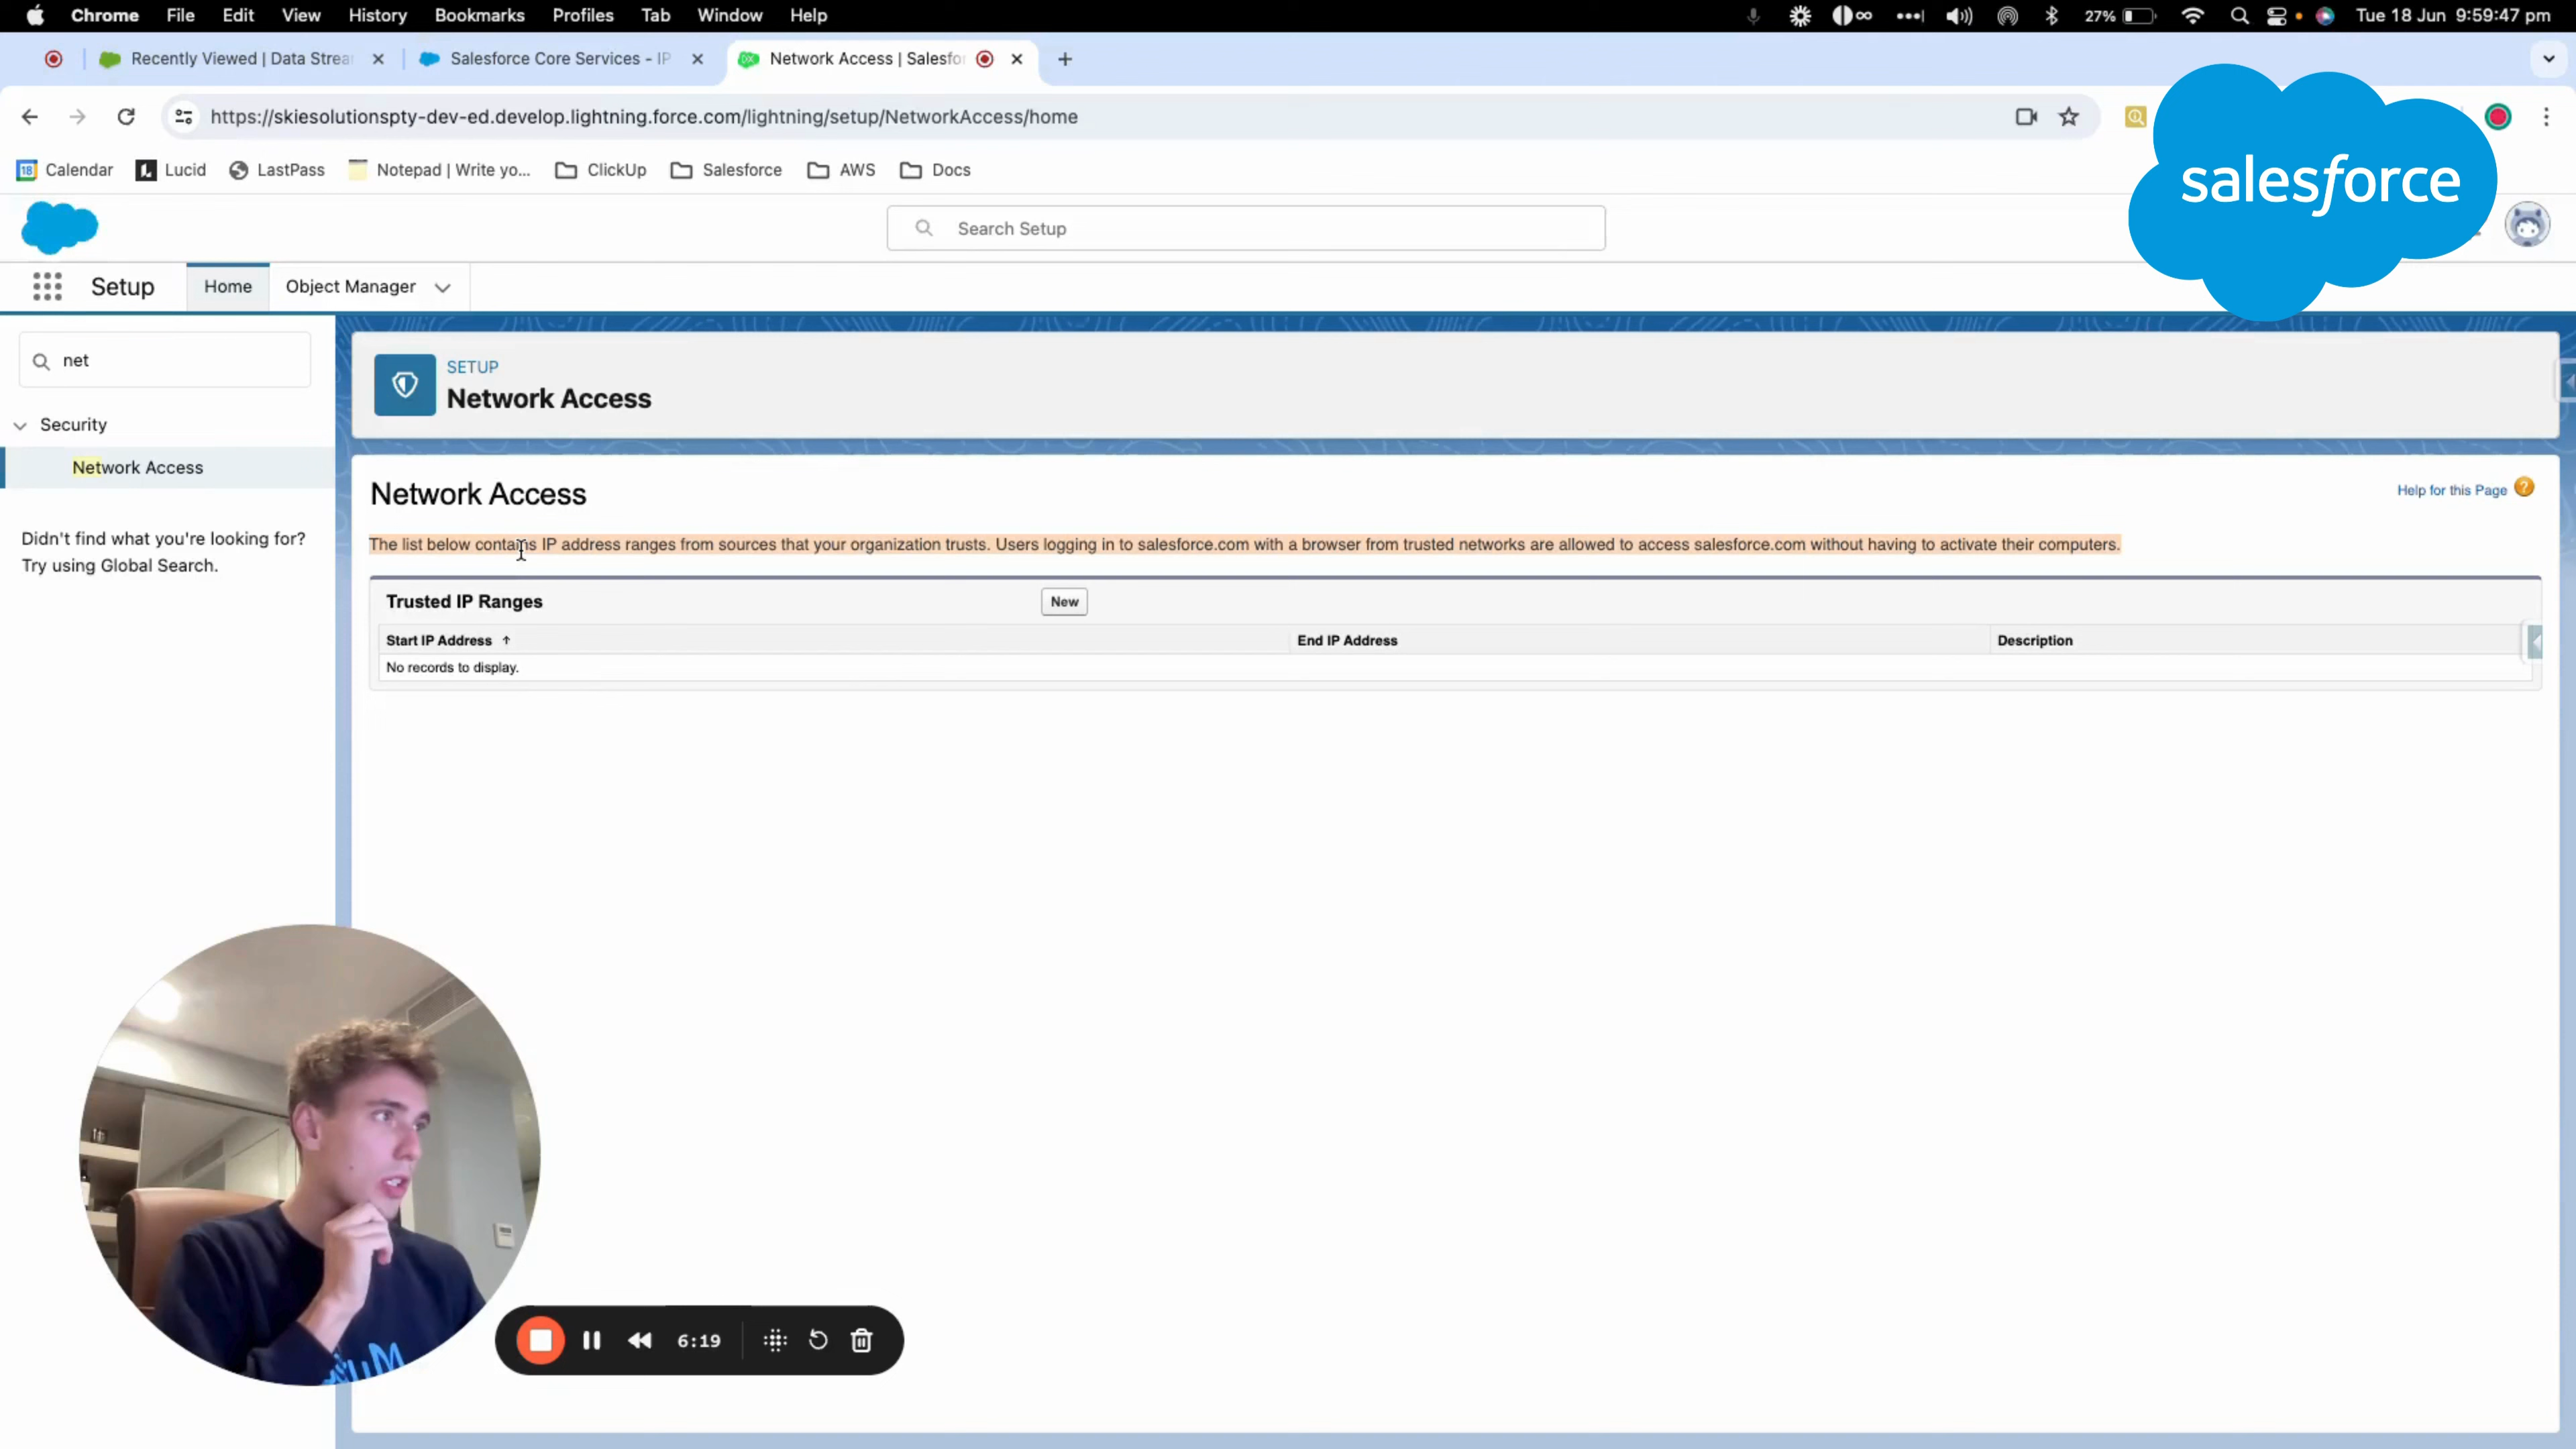 Chrome File Edit View History Bookmarks Profiles Tab Window Help
27% Tue 18 Jun 9:59:47 pm
Recently Viewed | Data Strea
Salesforce Core Services - IP
Network Access | Salesfo
https://skiesolutionspty-dev-ed.develop.lightning.force.com/lightning/setup/NetworkAccess/home
18 Calendar Lucid LastPass Notepad | Write yo... ClickUp Salesforce AWS Docs
salesforce
Search Setup
Setup Home Object Manager
net
SETUP
Network Access
Security
Network Access
Didn't find what you're looking for?
Try using Global Search.
Network Access
Help for this Page ?
The list below contains IP address ranges from sources that your organization trusts. Users logging in to salesforce.com with a browser from trusted networks are allowed to access salesforce.com without having to activate their computers.
Trusted IP Ranges New
Start IP Address ↑ End IP Address Description
No records to display.
6:19